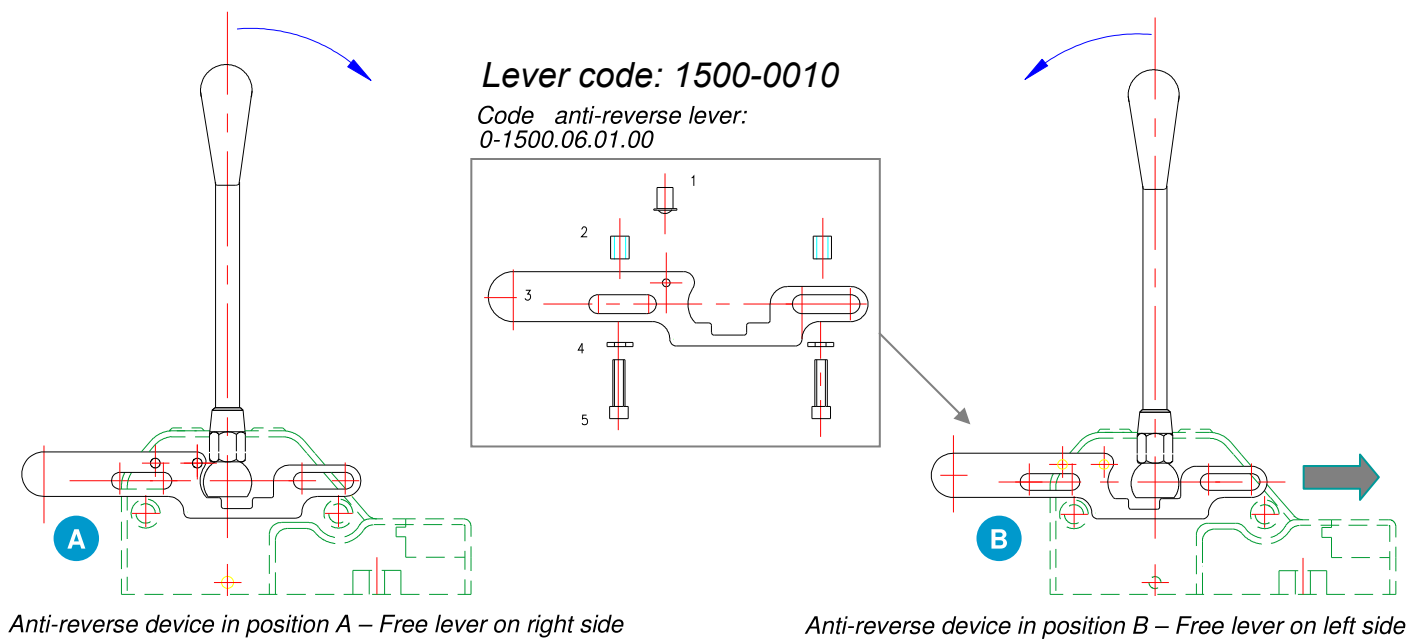 Lever code: 1500-0010
Code anti-reverse lever:
0-1500.06.01.00
1
2
3
4
5
A
B
Anti-reverse device in position A – Free lever on right side
Anti-reverse device in position B – Free lever on left side